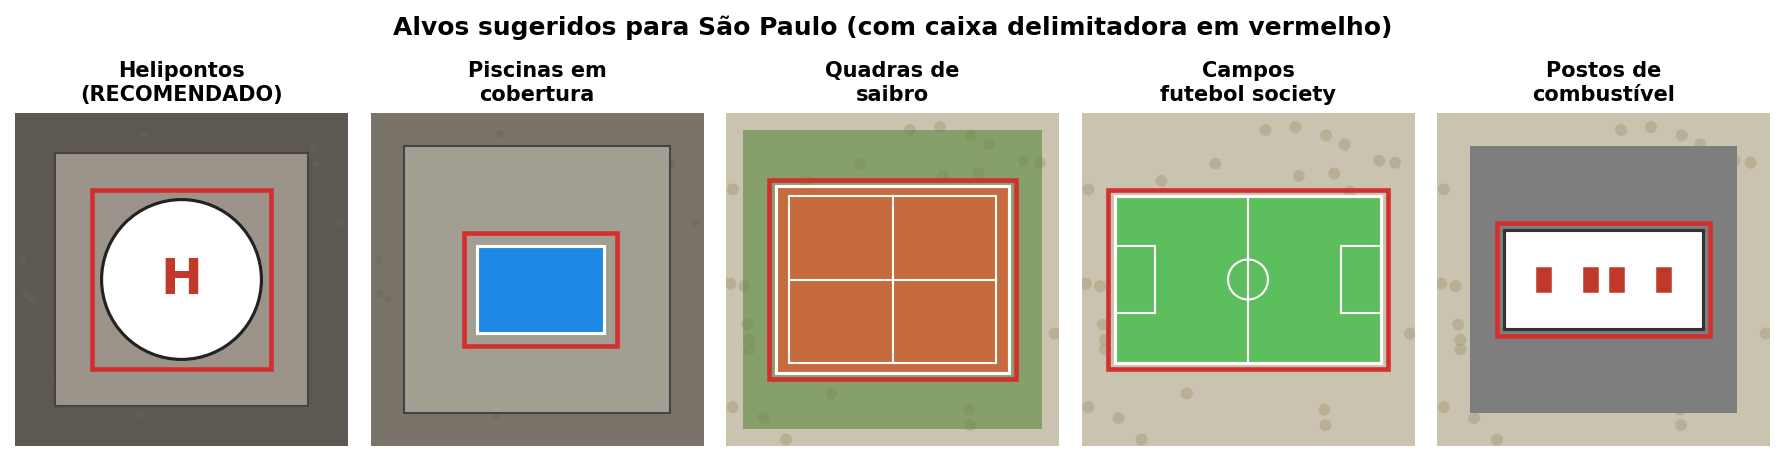 Alvos sugeridos para São Paulo (com caixa delimitadora em vermelho)
Helipontos
(RECOMENDADO)
Piscinas em
cobertura
Quadras de
saibro
Campos
futebol society
Postos de
combustível
H